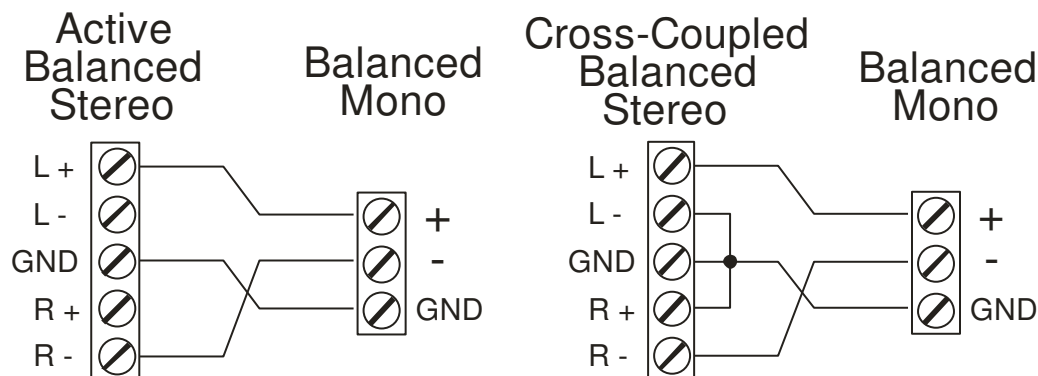 Active
Balanced
Stereo
Balanced
Mono
L +
L -
GND
R +
R -
+
-
GND
Cross-Coupled
Balanced
Stereo
Balanced
Mono
L +
L -
GND
R +
R -
+
-
GND